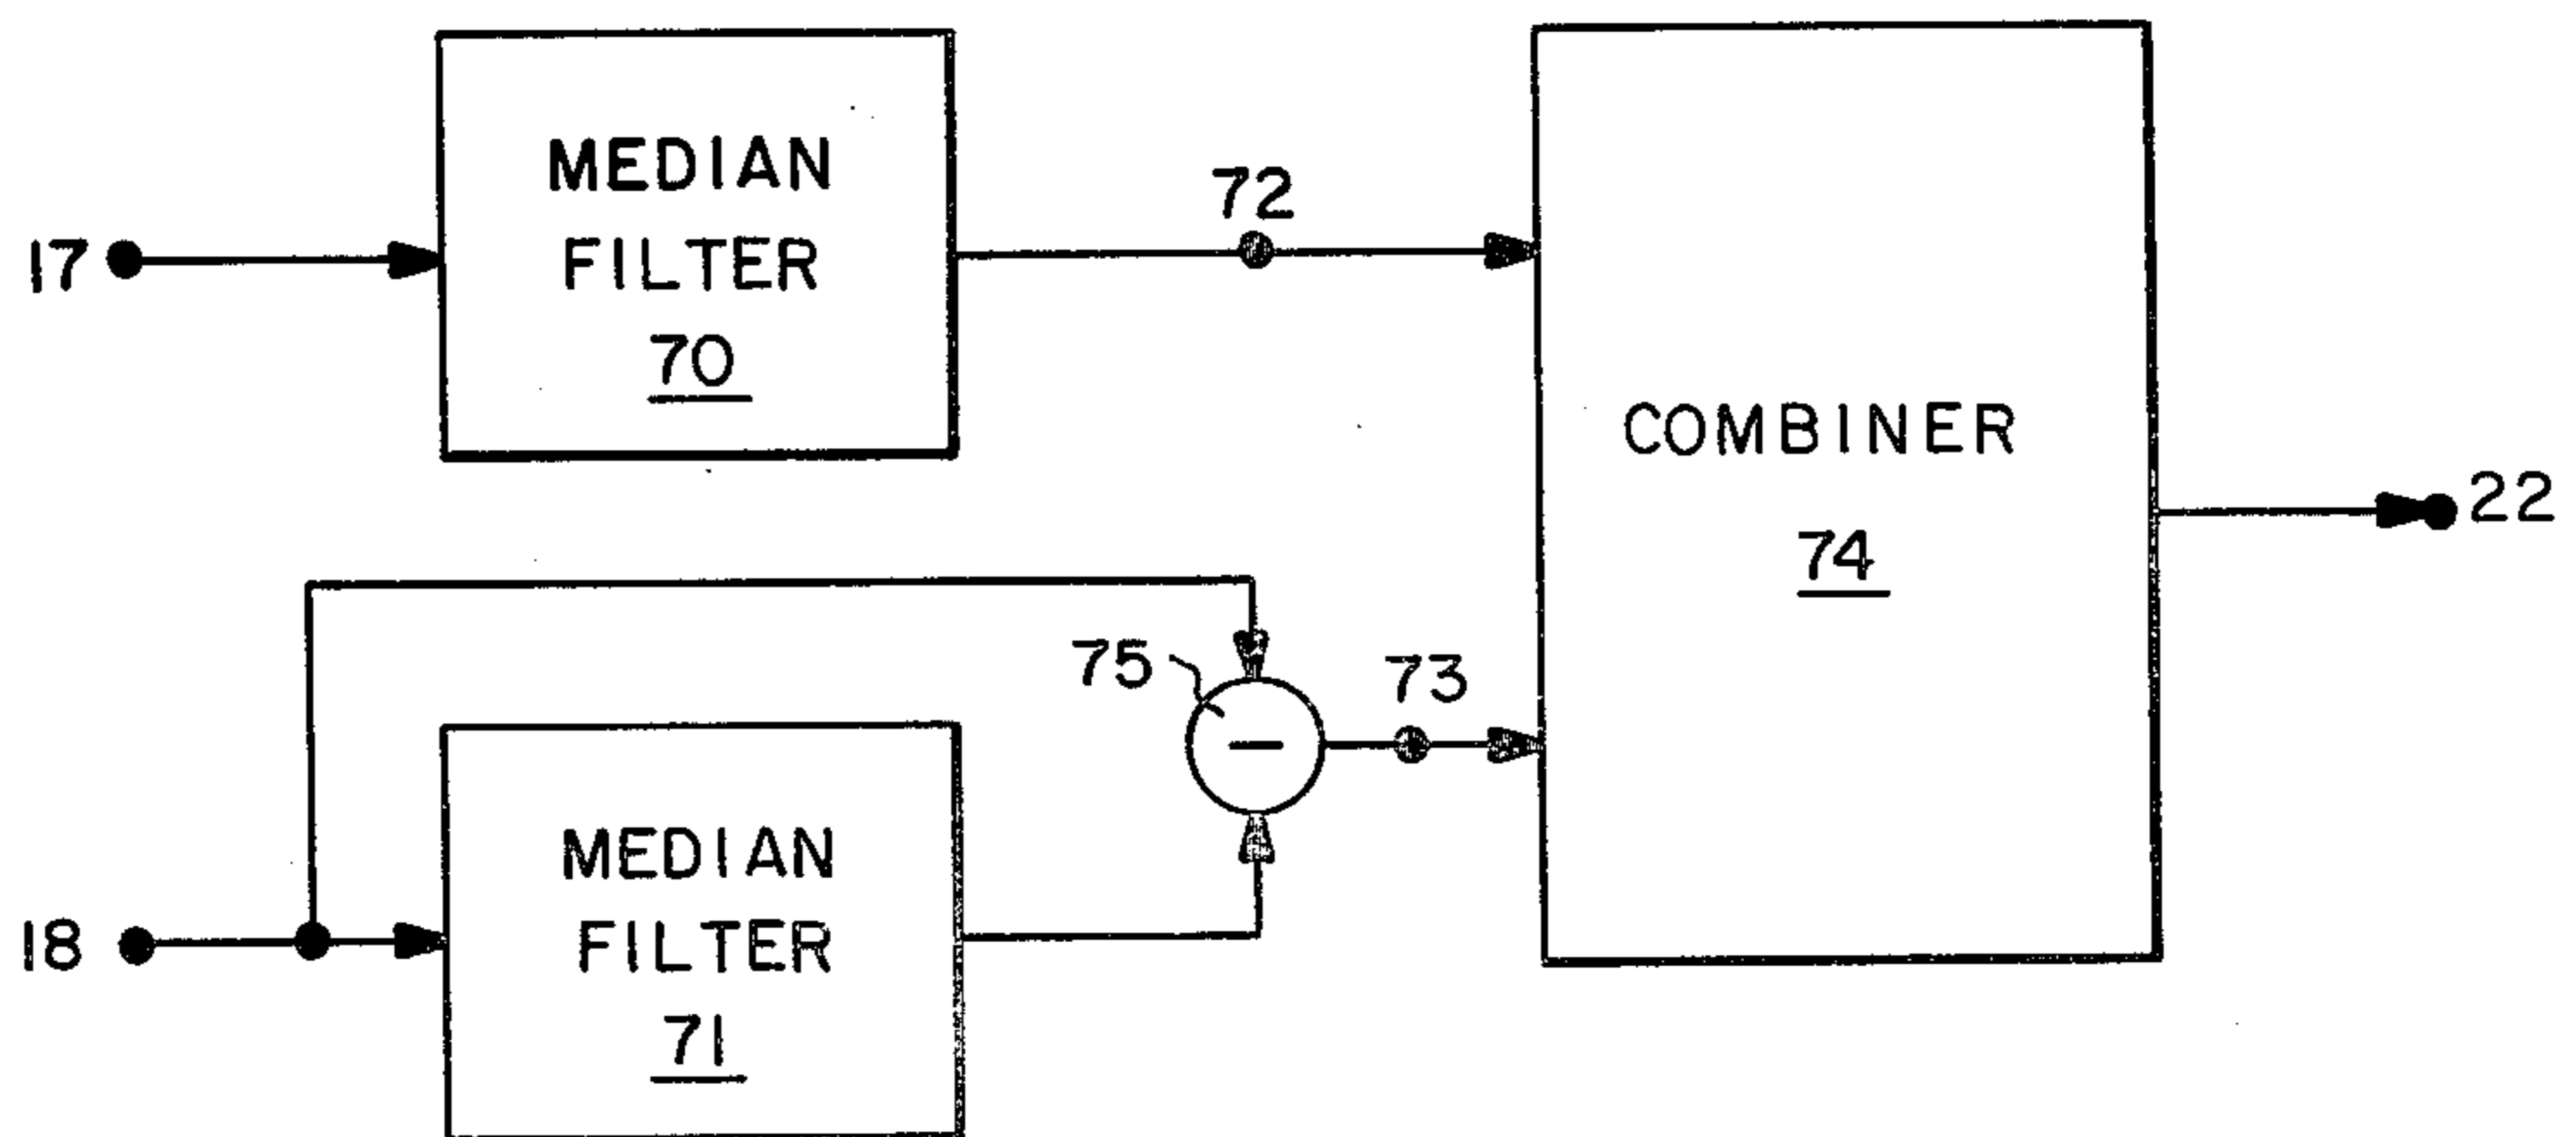 MEDIAN
FILTER
70
17
72
COMBINER
74
22
75
73
–
MEDIAN
FILTER
71
18